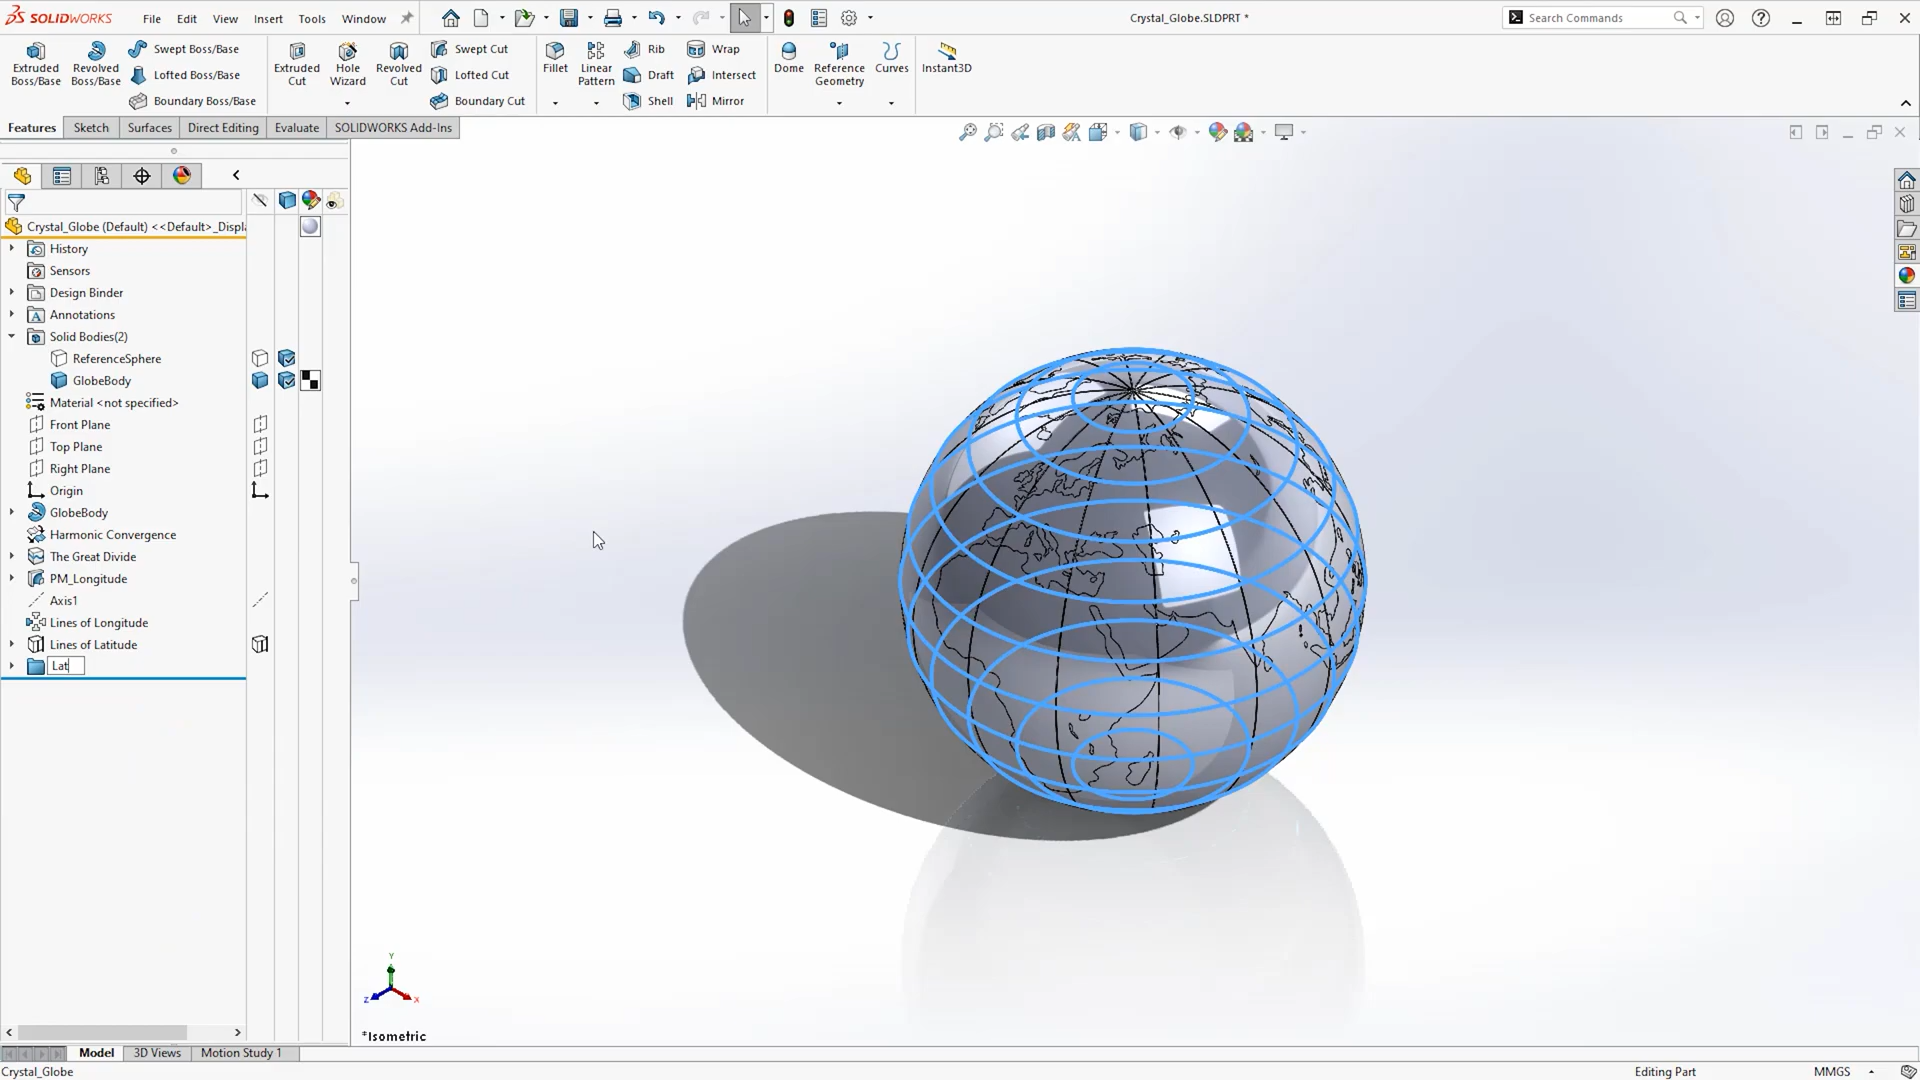 SOLIDWORKS
File Edit View Insert Tools Window
Crystal_Globe.SLDPRT *
Search Commands
Extruded Boss/Base
Revolved Boss/Base
Swept Boss/Base
Lofted Boss/Base
Boundary Boss/Base
Extruded Cut
Hole Wizard
Revolved Cut
Swept Cut
Lofted Cut
Boundary Cut
Fillet
Linear Pattern
Rib
Draft
Shell
Wrap
Intersect
Mirror
Dome
Reference Geometry
Curves
Instant3D
Features Sketch Surfaces Direct Editing Evaluate SOLIDWORKS Add-Ins
Crystal_Globe (Default) <<Default>_Displ
History
Sensors
Design Binder
Annotations
Solid Bodies(2)
ReferenceSphere
GlobeBody
Material <not specified>
Front Plane
Top Plane
Right Plane
Origin
GlobeBody
Harmonic Convergence
The Great Divide
PM_Longitude
Axis1
Lines of Longitude
Lines of Latitude
Lat
Y
Z X
*Isometric
Model 3D Views Motion Study 1
Crystal_Globe
Editing Part
MMGS